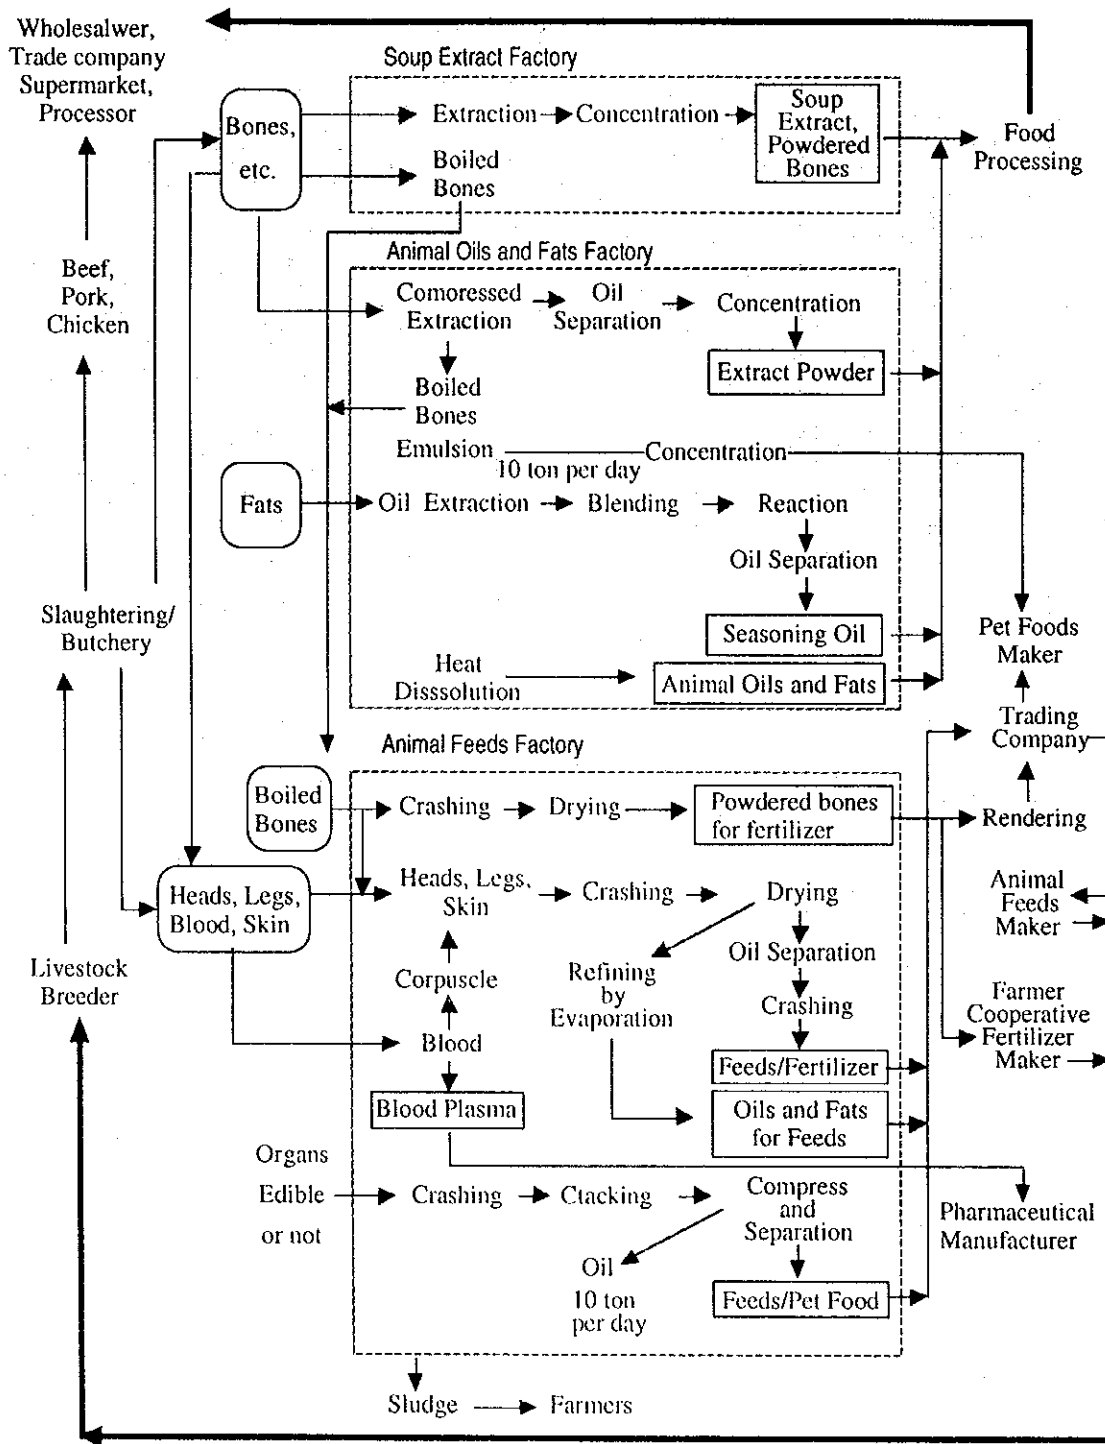 Wholesalwer,
Trade company
Supermarket,
Processor
Beef,
Pork,
Chicken
Slaughtering/
Butchery
Livestock
Breeder
Bones,
etc.
Fats
Boiled
Bones
Heads, Legs,
Blood, Skin
Organs
Edible
or not
Soup Extract Factory
Extraction
Concentration
Soup
Extract,
Powdered
Bones
Boiled
Bones
Food
Processing
Animal Oils and Fats Factory
Comoressed
Extraction
Oil
Separation
Concentration
Extract Powder
Boiled
Bones
Emulsion
10 ton per day
Concentration
Oil Extraction
Blending
Reaction
Oil Separation
Seasoning Oil
Heat
Disssolution
Animal Oils and Fats
Pet Foods
Maker
Trading
Company
Rendering
Animal
Feeds
Maker
Farmer
Cooperative
Fertilizer
Maker
Pharmaceutical
Manufacturer
Animal Feeds Factory
Crashing
Drying
Powdered bones
for fertilizer
Heads, Legs,
Skin
Crashing
Drying
Corpuscle
Refining
by
Evaporation
Oil Separation
Crashing
Blood
Feeds/Fertilizer
Blood Plasma
Oils and Fats
for Feeds
Crashing
Ctacking
Compress
and
Separation
Oil
10 ton
per day
Feeds/Pet Food
Sludge
Farmers